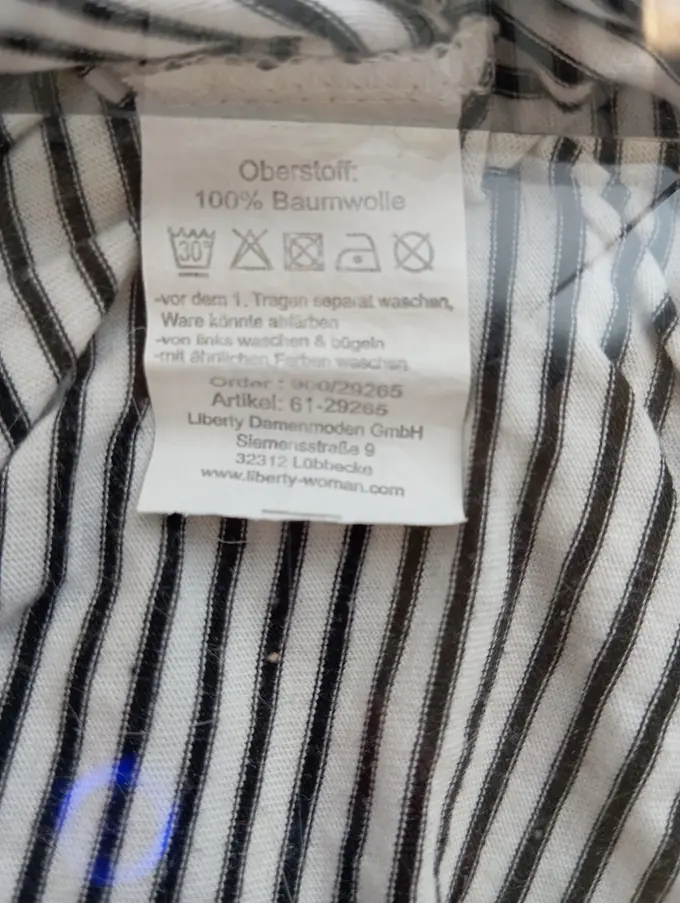 Oberstoff:
100% Baumwolle
30°
-vor dem 1. Tragen separat waschen,
Ware könnte abfärben
-von links waschen & bügeln
-mit ähnlichen Farben waschen
Order : 900/29265
Artikel: 61-29265
Liberty Damenmoden GmbH
Siemensstraße 9
32312 Lübbecke
www.liberty-woman.com